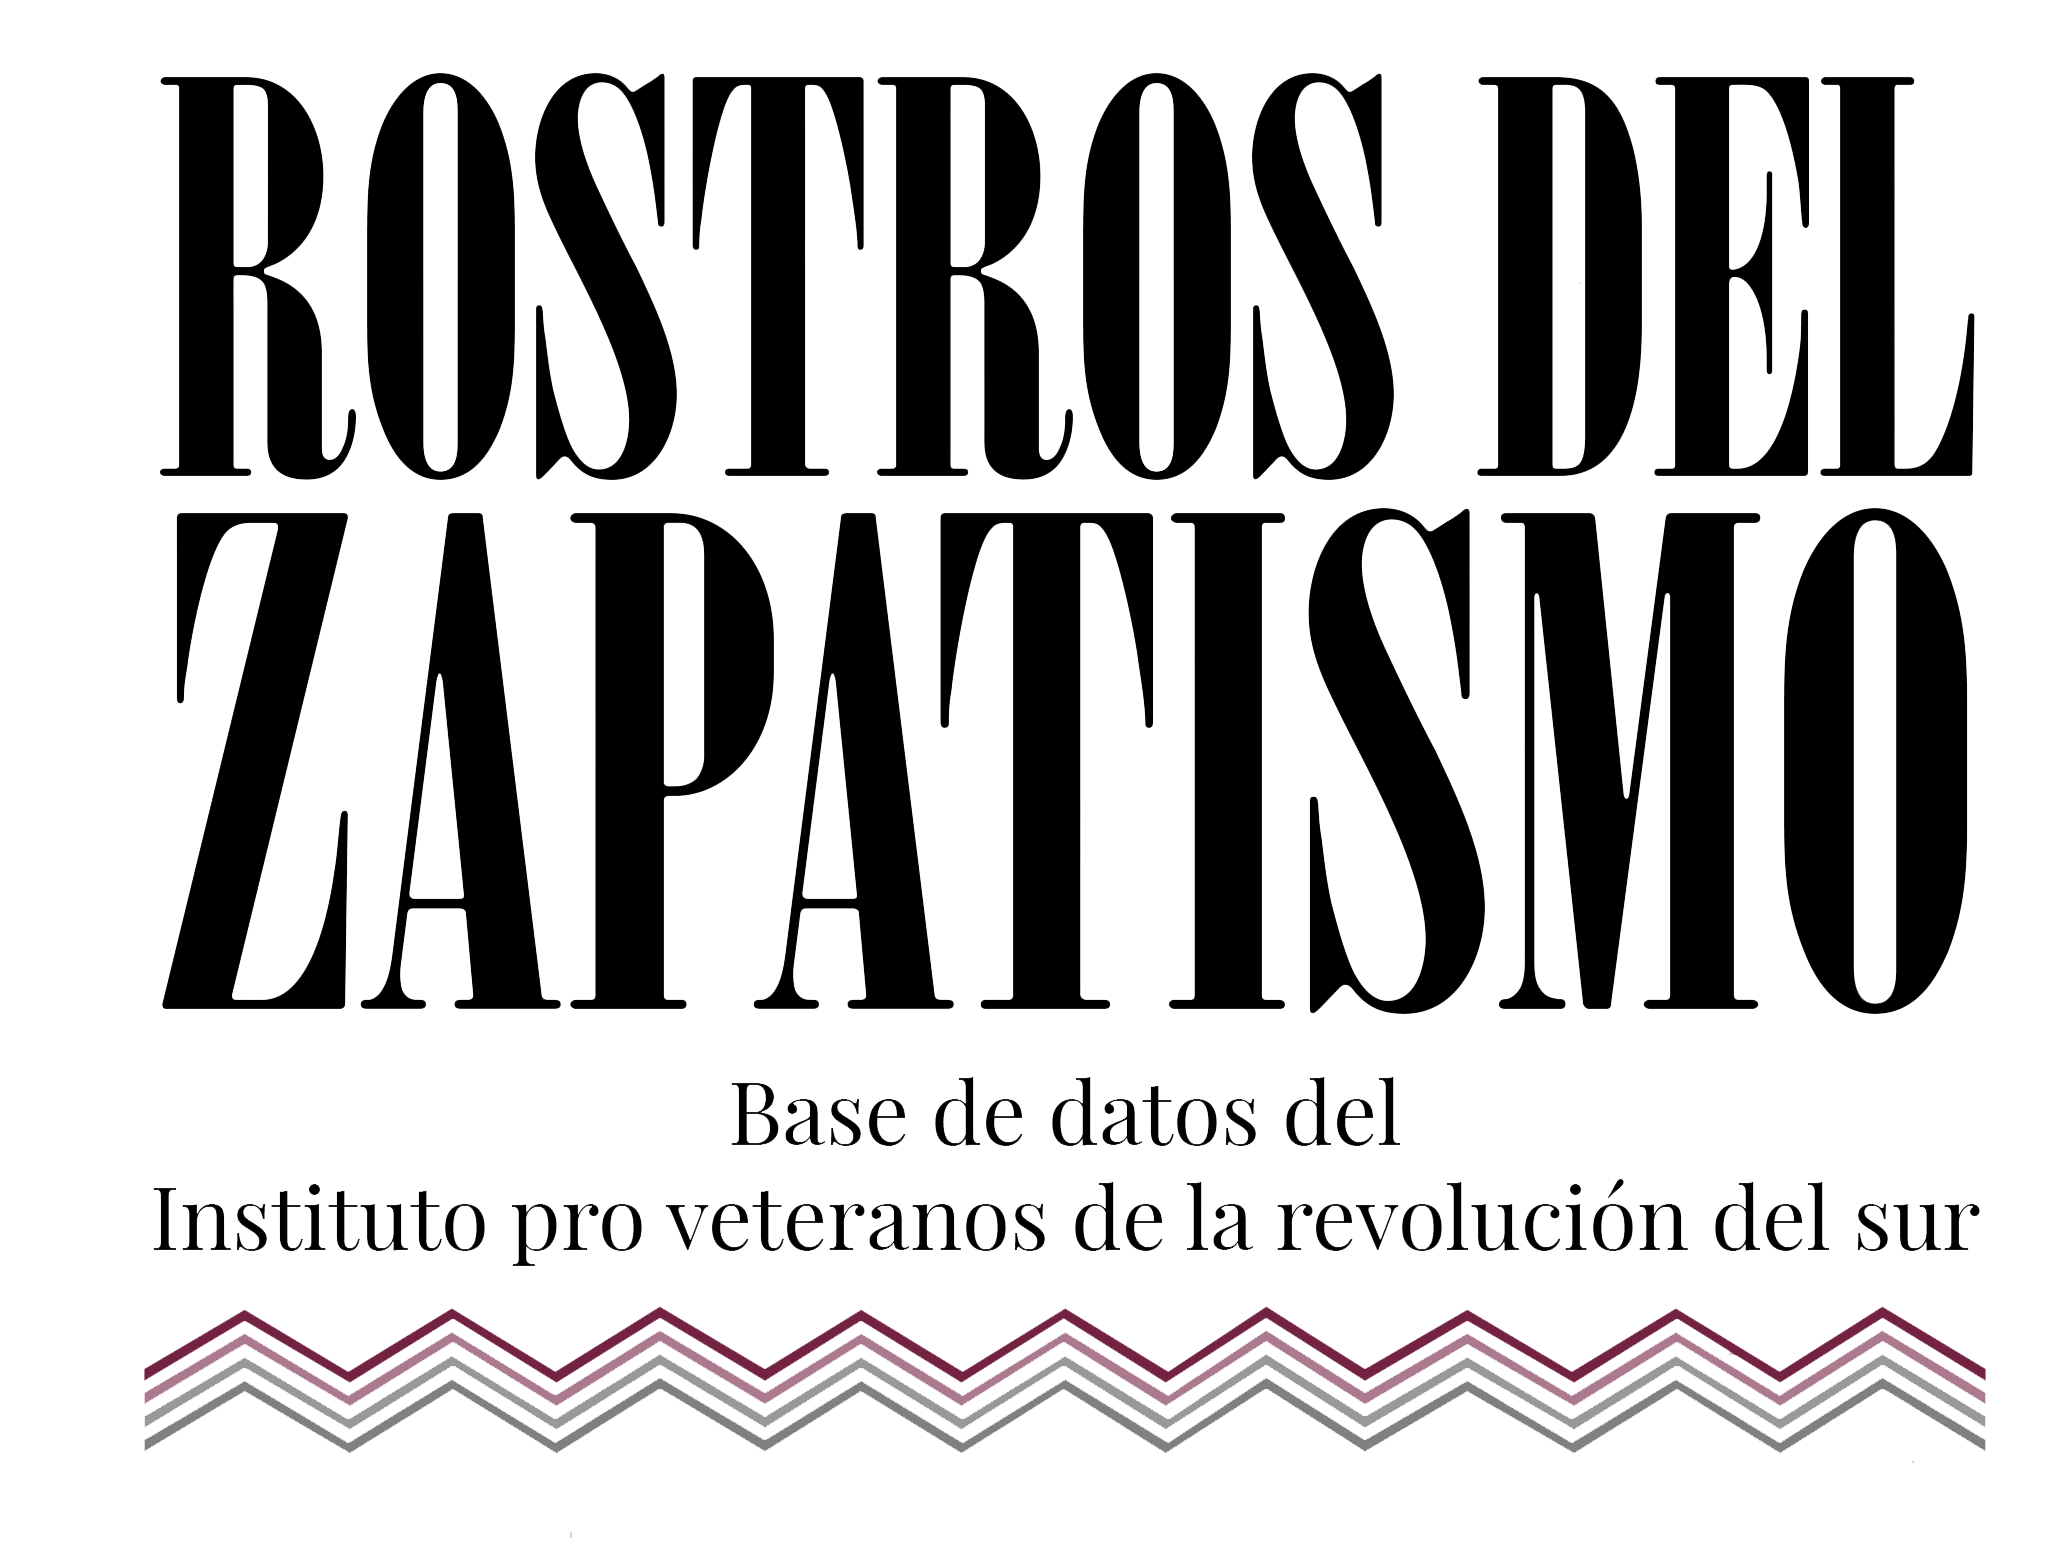 ROSTROS DEL
ZAPATISMO
Base de datos del
Instituto pro veteranos de la revolución del sur